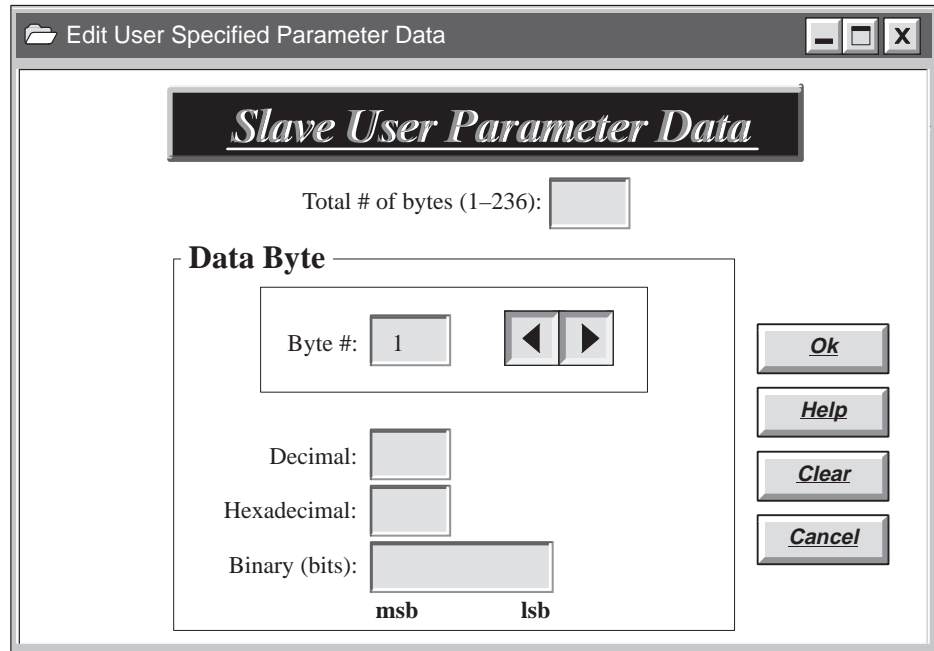 Edit User Specified Parameter Data
X
Slave User Parameter Data
Total # of bytes (1–236):
Data Byte
Byte #: 1
Decimal:
Hexadecimal:
Binary (bits):
msb lsb
Ok
Help
Clear
Cancel